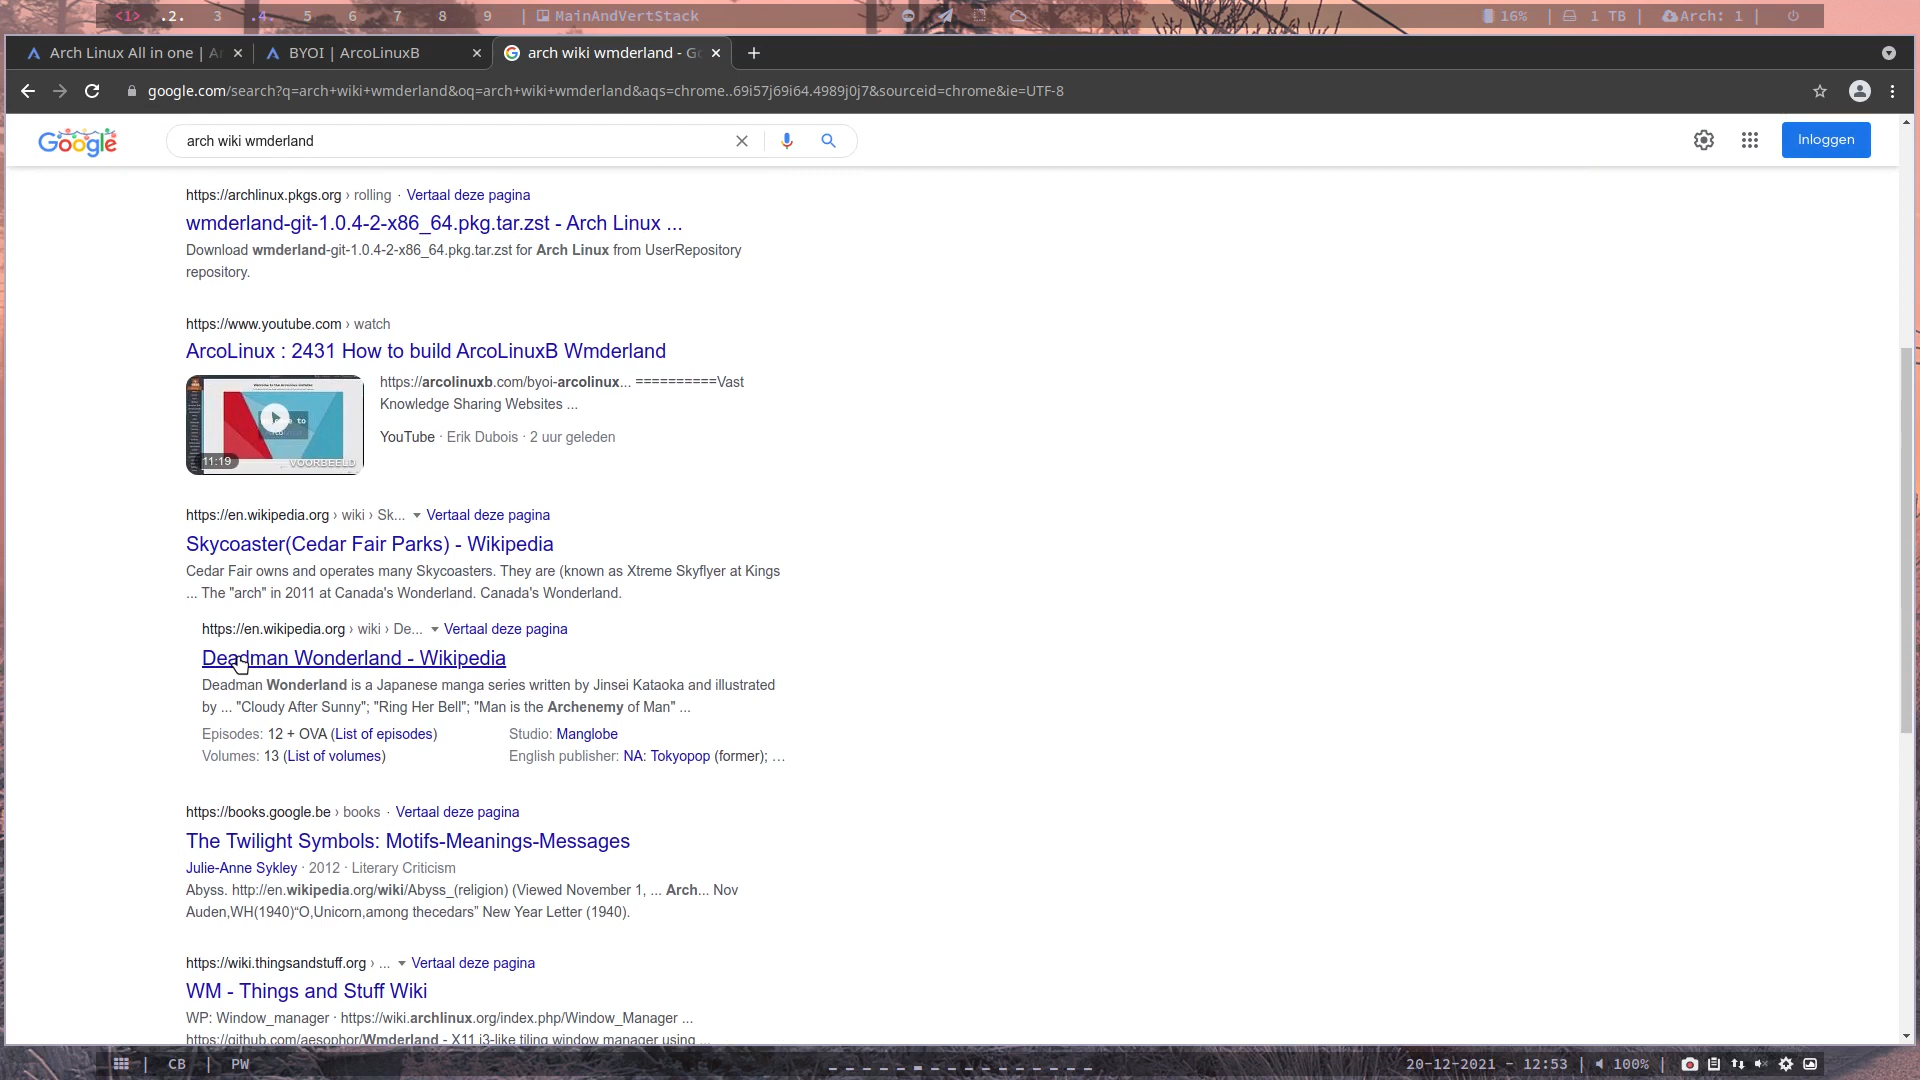 <1> .2. 3 .4. 5 6 7 8 9 | MainAndVertStack
16% | 1 TB | Arch: 1 |
Arch Linux All in one | Ar
BYOI | ArcoLinuxB
arch wiki wmderland - Go
google.com/search?q=arch+wiki+wmderland&oq=arch+wiki+wmderland&aqs=chrome..69i57j69i64.4989j0j7&sourceid=chrome&ie=UTF-8
Google
arch wiki wmderland
Inloggen
https://archlinux.pkgs.org › rolling · Vertaal deze pagina
wmderland-git-1.0.4-2-x86_64.pkg.tar.zst - Arch Linux ...
Download wmderland-git-1.0.4-2-x86_64.pkg.tar.zst for Arch Linux from UserRepository
repository.
https://www.youtube.com › watch
ArcoLinux : 2431 How to build ArcoLinuxB Wmderland
11:19
VOORBEELD
https://arcolinuxb.com/byoi-arcolinux... ==========Vast
Knowledge Sharing Websites ...
YouTube · Erik Dubois · 2 uur geleden
https://en.wikipedia.org › wiki › Sk... Vertaal deze pagina
Skycoaster(Cedar Fair Parks) - Wikipedia
Cedar Fair owns and operates many Skycoasters. They are (known as Xtreme Skyflyer at Kings
... The "arch" in 2011 at Canada's Wonderland. Canada's Wonderland.
https://en.wikipedia.org › wiki › De... Vertaal deze pagina
Deadman Wonderland - Wikipedia
Deadman Wonderland is a Japanese manga series written by Jinsei Kataoka and illustrated
by ... "Cloudy After Sunny"; "Ring Her Bell"; "Man is the Archenemy of Man" ...
Episodes: 12 + OVA (List of episodes)
Studio: Manglobe
Volumes: 13 (List of volumes)
English publisher: NA: Tokyopop (former); ...
https://books.google.be › books · Vertaal deze pagina
The Twilight Symbols: Motifs-Meanings-Messages
Julie-Anne Sykley · 2012 · Literary Criticism
Abyss. http://en.wikipedia.org/wiki/Abyss_(religion) (Viewed November 1, ... Arch... Nov
Auden,WH(1940)“O,Unicorn,among thecedars” New Year Letter (1940).
https://wiki.thingsandstuff.org › ... Vertaal deze pagina
WM - Things and Stuff Wiki
WP: Window_manager · https://wiki.archlinux.org/index.php/Window_Manager ...
https://github.com/aesophor/Wmderland - X11 i3-like tiling window manager using ...
| CB | PW
20-12-2021 - 12:53 | 100% |